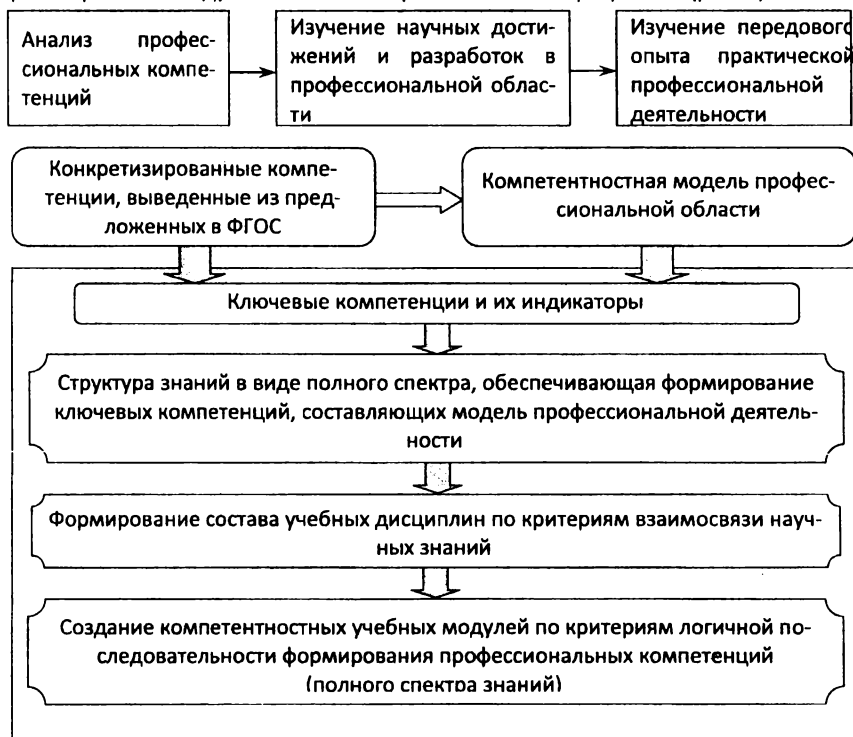 Анализ профес-
сиональных компе-
тенций
Изучение научных дости-
жений и разработок в
профессиональной облас-
ти
Изучение передового
опыта практической
профессиональной
деятельности
Конкретизированные компе-
тенции, выведенные из пред-
ложенных в ФГОС
Компетентностная модель профес-
сиональной области
Ключевые компетенции и их индикаторы
Структура знаний в виде полного спектра, обеспечивающая формирование
ключевых компетенций, составляющих модель профессиональной деятель-
ности
Формирование состава учебных дисциплин по критериям взаимосвязи науч-
ных знаний
Создание компетентностных учебных модулей по критериям логичной по-
следовательности формирования профессиональных компетенций
(полного спектра знаний)